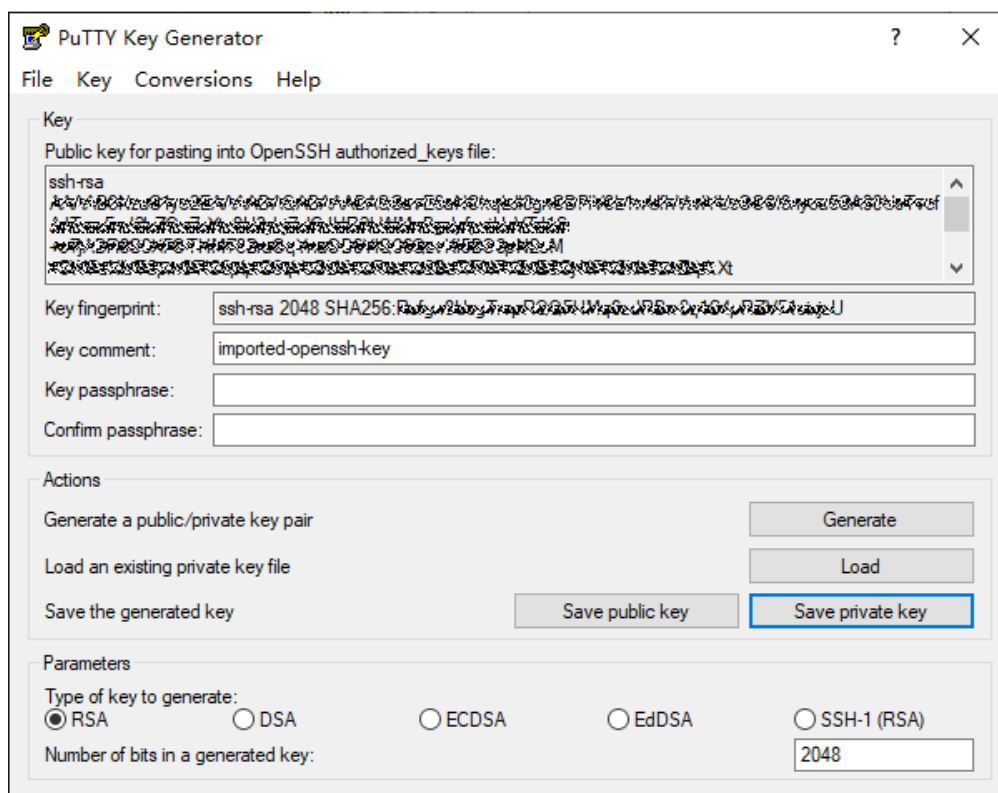 PuTTY Key Generator
File Key Conversions Help
Key
Public key for pasting into OpenSSH authorized_keys file:
ssh-rsa
Key fingerprint: ssh-rsa 2048 SHA256:
Key comment: imported-openssh-key
Key passphrase:
Confirm passphrase:
Actions
Generate a public/private key pair Generate
Load an existing private key file Load
Save the generated key Save public key Save private key
Parameters
Type of key to generate:
RSA DSA ECDSA EdDSA SSH-1 (RSA)
Number of bits in a generated key: 2048